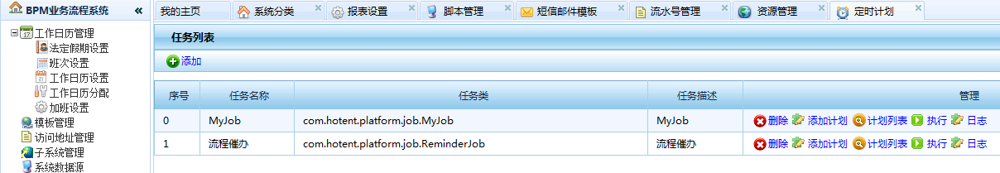 BPM业务流程系统
我的主页 系统分类 报表设置 脚本管理 短信邮件模板 流水号管理 资源管理 定时计划
工作日历管理
法定假期设置
班次设置
工作日历设置
工作日历分配
加班设置
模板管理
访问地址管理
子系统管理
系统数据源
任务列表
添加
序号 任务名称 任务类 任务描述 管理
0 MyJob com.hotent.platform.job.MyJob MyJob 删除 添加计划 计划列表 执行 日志
1 流程催办 com.hotent.platform.job.ReminderJob 流程催办 删除 添加计划 计划列表 执行 日志